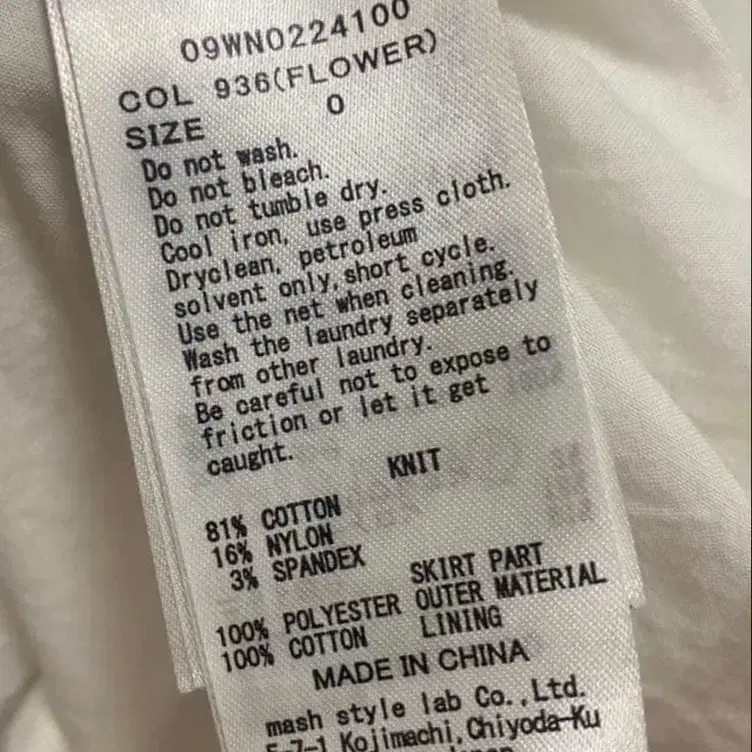 09WNO224100
COL 936(FLOWER)
SIZE 0
Do not wash.
Do not bleach.
Do not tumble dry.
Cool iron, use press cloth.
Dryclean, petroleum
solvent only, short cycle.
Use the net when cleaning.
Wash the laundry separately
from other laundry.
Be careful not to expose to
friction or let it get
caught.
KNIT
81% COTTON
16% NYLON
3% SPANDEX
SKIRT PART
100% POLYESTER OUTER MATERIAL
100% COTTON LINING
MADE IN CHINA
mash style lab Co.,Ltd.
5-7-1 Kojimachi,Chiyoda-Ku